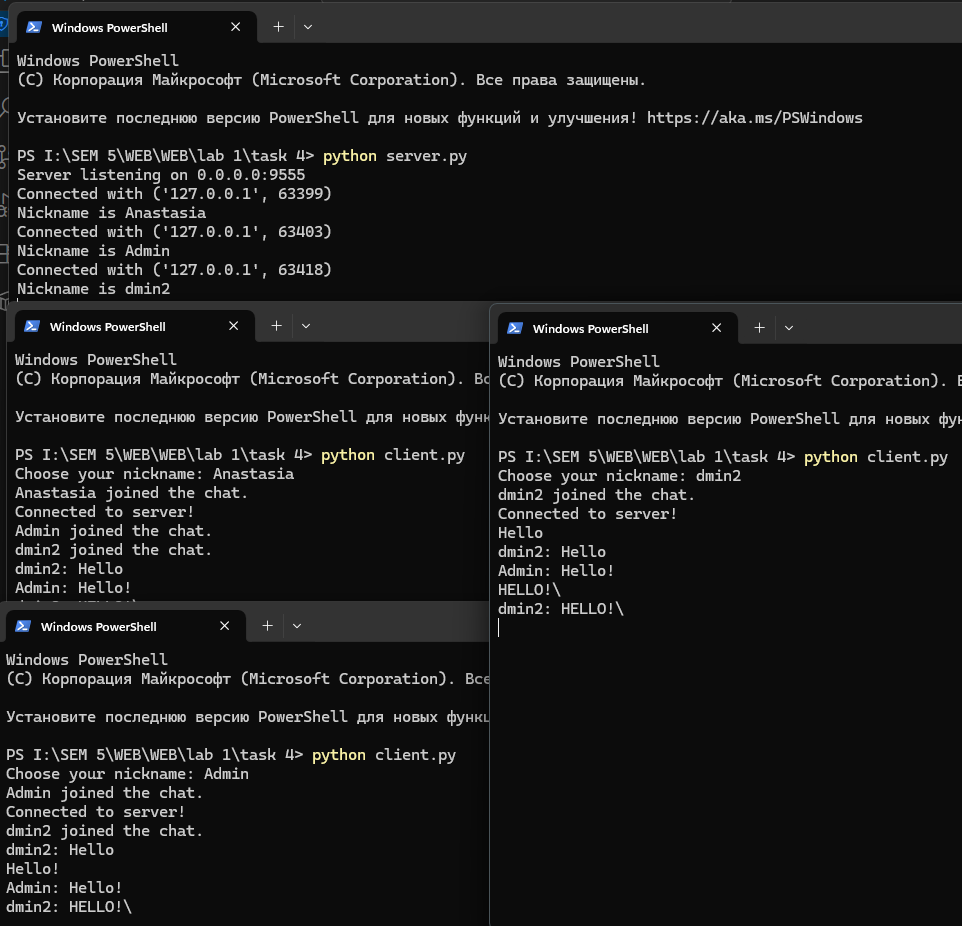 Windows PowerShell
Windows PowerShell
(C) Корпорация Майкрософт (Microsoft Corporation). Все права защищены.
Установите последнюю версию PowerShell для новых функций и улучшения! https://aka.ms/PSWindows
PS I:\SEM 5\WEB\WEB\lab 1\task 4> python server.py
Server listening on 0.0.0.0:9555
Connected with ('127.0.0.1', 63399)
Nickname is Anastasia
Connected with ('127.0.0.1', 63403)
Nickname is Admin
Connected with ('127.0.0.1', 63418)
Nickname is dmin2
Windows PowerShell
Windows PowerShell
(C) Корпорация Майкрософт (Microsoft Corporation). Вс
Установите последнюю версию PowerShell для новых функ
PS I:\SEM 5\WEB\WEB\lab 1\task 4> python client.py
Choose your nickname: Anastasia
Anastasia joined the chat.
Connected to server!
Admin joined the chat.
dmin2 joined the chat.
dmin2: Hello
Admin: Hello!
Windows PowerShell
Windows PowerShell
(C) Корпорация Майкрософт (Microsoft Corporation). Все
Установите последнюю версию PowerShell для новых функц
PS I:\SEM 5\WEB\WEB\lab 1\task 4> python client.py
Choose your nickname: Admin
Admin joined the chat.
Connected to server!
dmin2 joined the chat.
dmin2: Hello
Hello!
Admin: Hello!
dmin2: HELLO!\
Windows PowerShell
Windows PowerShell
(C) Корпорация Майкрософт (Microsoft Corporation). В
Установите последнюю версию PowerShell для новых фун
PS I:\SEM 5\WEB\WEB\lab 1\task 4> python client.py
Choose your nickname: dmin2
dmin2 joined the chat.
Connected to server!
Hello
dmin2: Hello
Admin: Hello!
HELLO!\
dmin2: HELLO!\